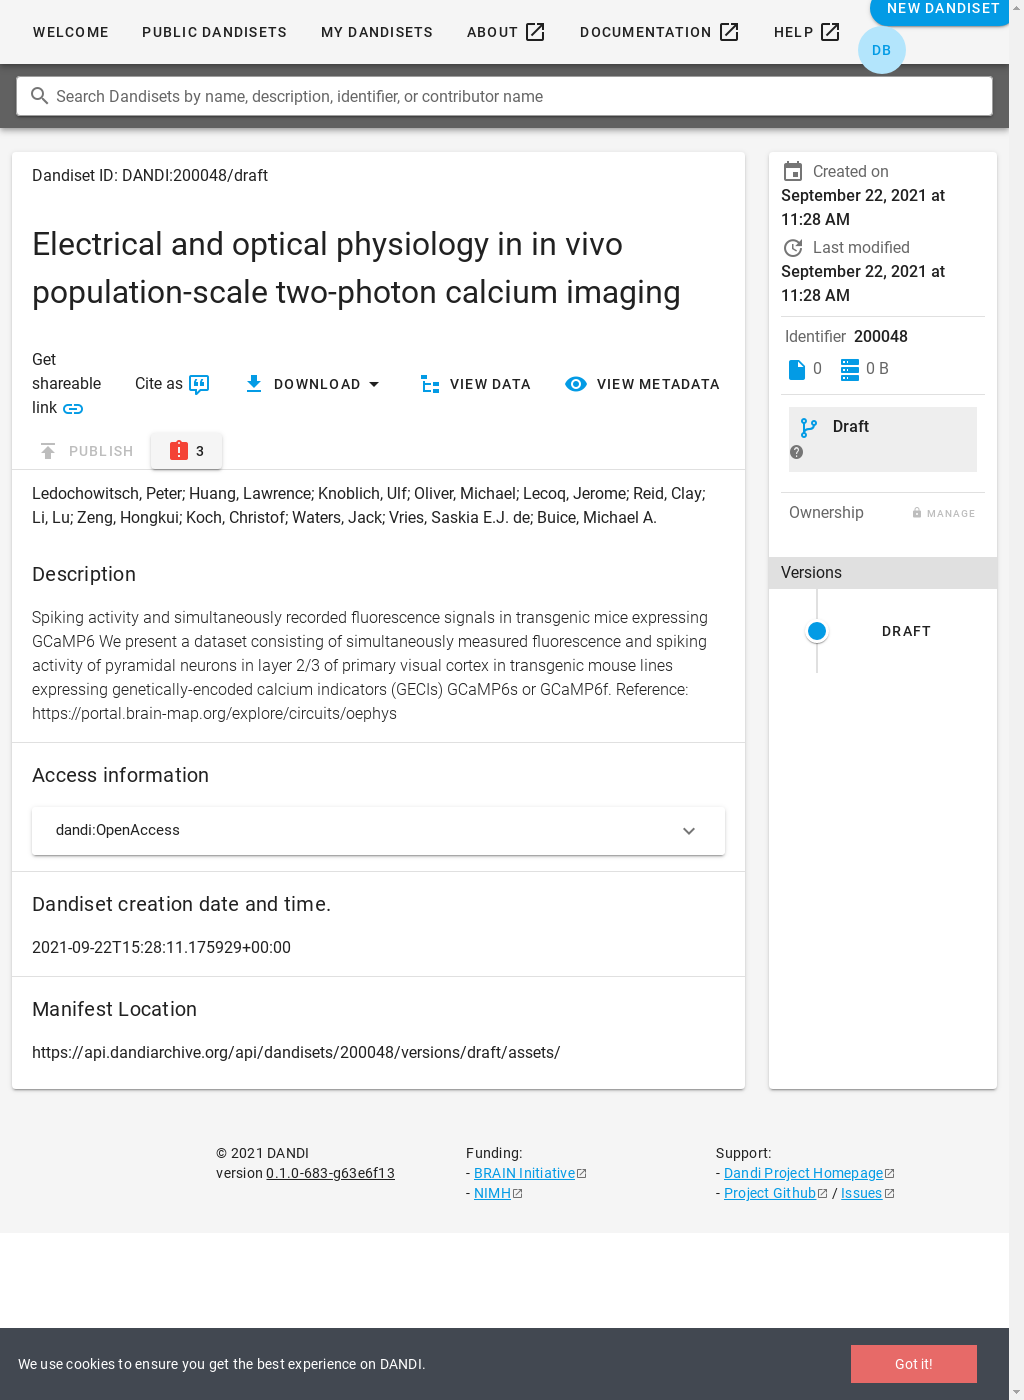 NEW DANDISET
WELCOME
PUBLIC DANDISETS
MY DANDISETS
ABOUT
DOCUMENTATION
HELP
DB
Search Dandisets by name, description, identifier, or contributor name
Dandiset ID: DANDI:200048/draft
Electrical and optical physiology in in vivo
population-scale two-photon calcium imaging
Get
shareable
link
Cite as
DOWNLOAD
VIEW DATA
VIEW METADATA
PUBLISH
3
Ledochowitsch, Peter; Huang, Lawrence; Knoblich, Ulf; Oliver, Michael; Lecoq, Jerome; Reid, Clay;
Li, Lu; Zeng, Hongkui; Koch, Christof; Waters, Jack; Vries, Saskia E.J. de; Buice, Michael A.
Description
Spiking activity and simultaneously recorded fluorescence signals in transgenic mice expressing
GCaMP6 We present a dataset consisting of simultaneously measured fluorescence and spiking
activity of pyramidal neurons in layer 2/3 of primary visual cortex in transgenic mouse lines
expressing genetically-encoded calcium indicators (GECIs) GCaMP6s or GCaMP6f. Reference:
https://portal.brain-map.org/explore/circuits/oephys
Access information
dandi:OpenAccess
Dandiset creation date and time.
2021-09-22T15:28:11.175929+00:00
Manifest Location
https://api.dandiarchive.org/api/dandisets/200048/versions/draft/assets/
Created on
September 22, 2021 at
11:28 AM
Last modified
September 22, 2021 at
11:28 AM
Identifier 200048
0
0 B
Draft
Ownership
MANAGE
Versions
DRAFT
© 2021 DANDI
version 0.1.0-683-g63e6f13
Funding:
- BRAIN Initiative
- NIMH
Support:
- Dandi Project Homepage
- Project Github / Issues
We use cookies to ensure you get the best experience on DANDI.
Got it!